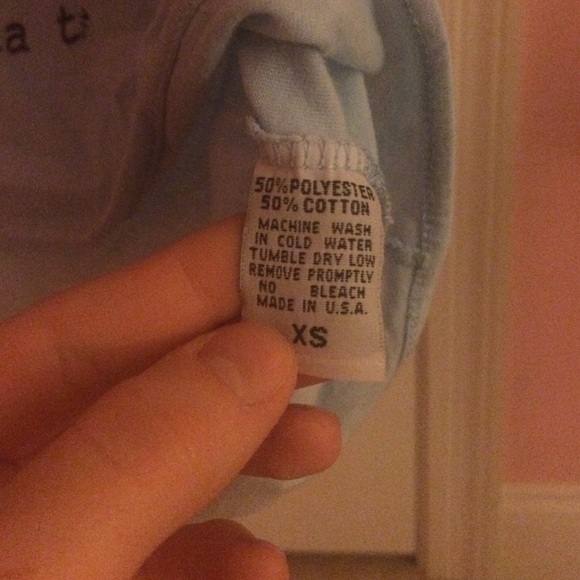 a t
50% POLYESTER
50% COTTON
MACHINE WASH
IN COLD WATER
TUMBLE DRY LOW
REMOVE PROMPTLY
NO BLEACH
MADE IN U.S.A.
XS